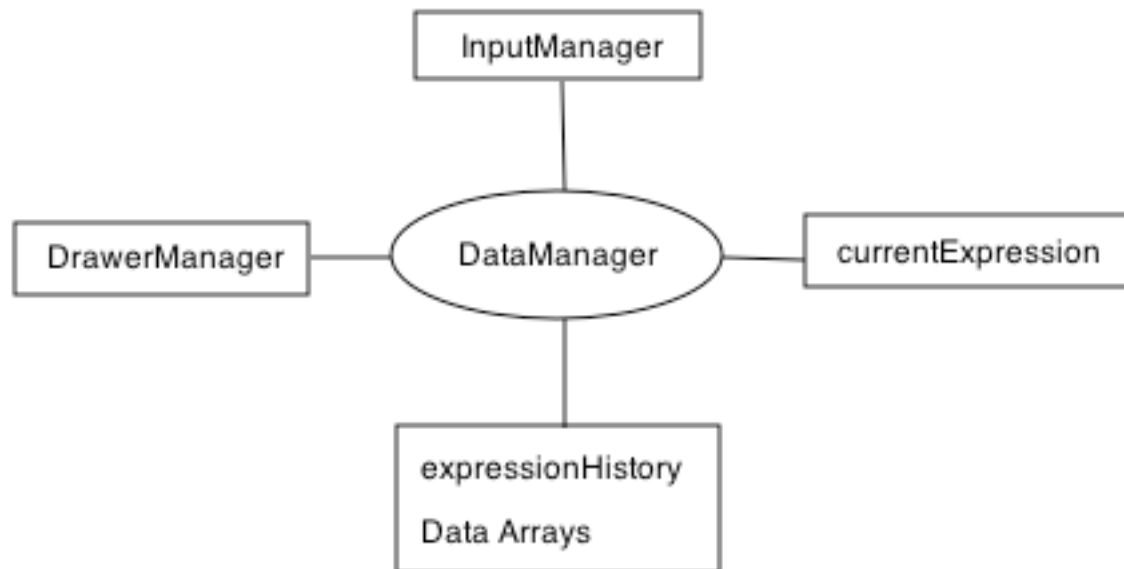 InputManager
DrawerManager
DataManager
currentExpression
expressionHistory
Data Arrays